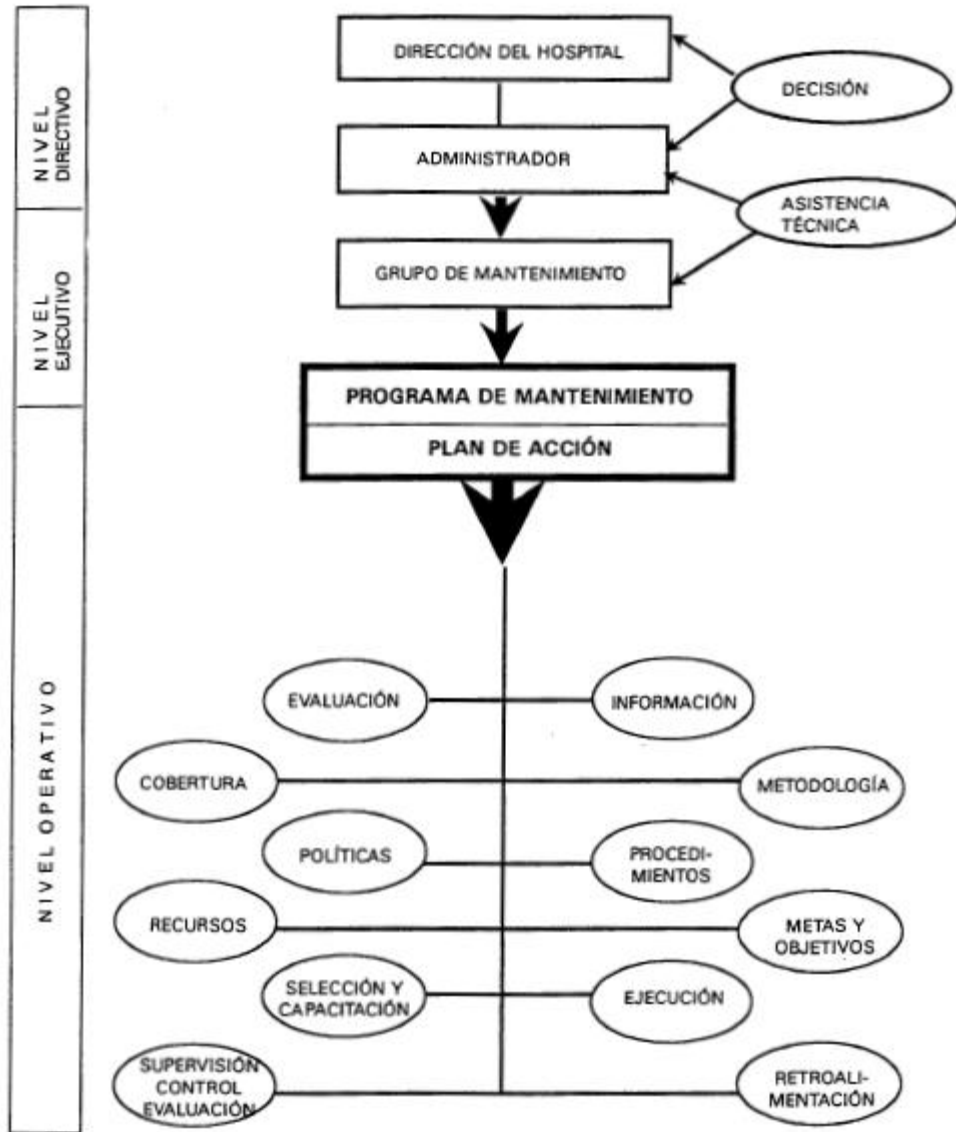 NIVEL
DIRECTIVO
DIRECCIÓN DEL HOSPITAL
DECISIÓN
ADMINISTRADOR
ASISTENCIA
TÉCNICA
NIVEL
EJECUTIVO
GRUPO DE MANTENIMIENTO
PROGRAMA DE MANTENIMIENTO
PLAN DE ACCIÓN
NIVEL OPERATIVO
EVALUACIÓN
INFORMACIÓN
COBERTURA
METODOLOGÍA
POLÍTICAS
PROCEDI-
MIENTOS
RECURSOS
METAS Y
OBJETIVOS
SELECCIÓN Y
CAPACITACIÓN
EJECUCIÓN
SUPERVISIÓN
CONTROL
EVALUACIÓN
RETROALI-
MENTACIÓN